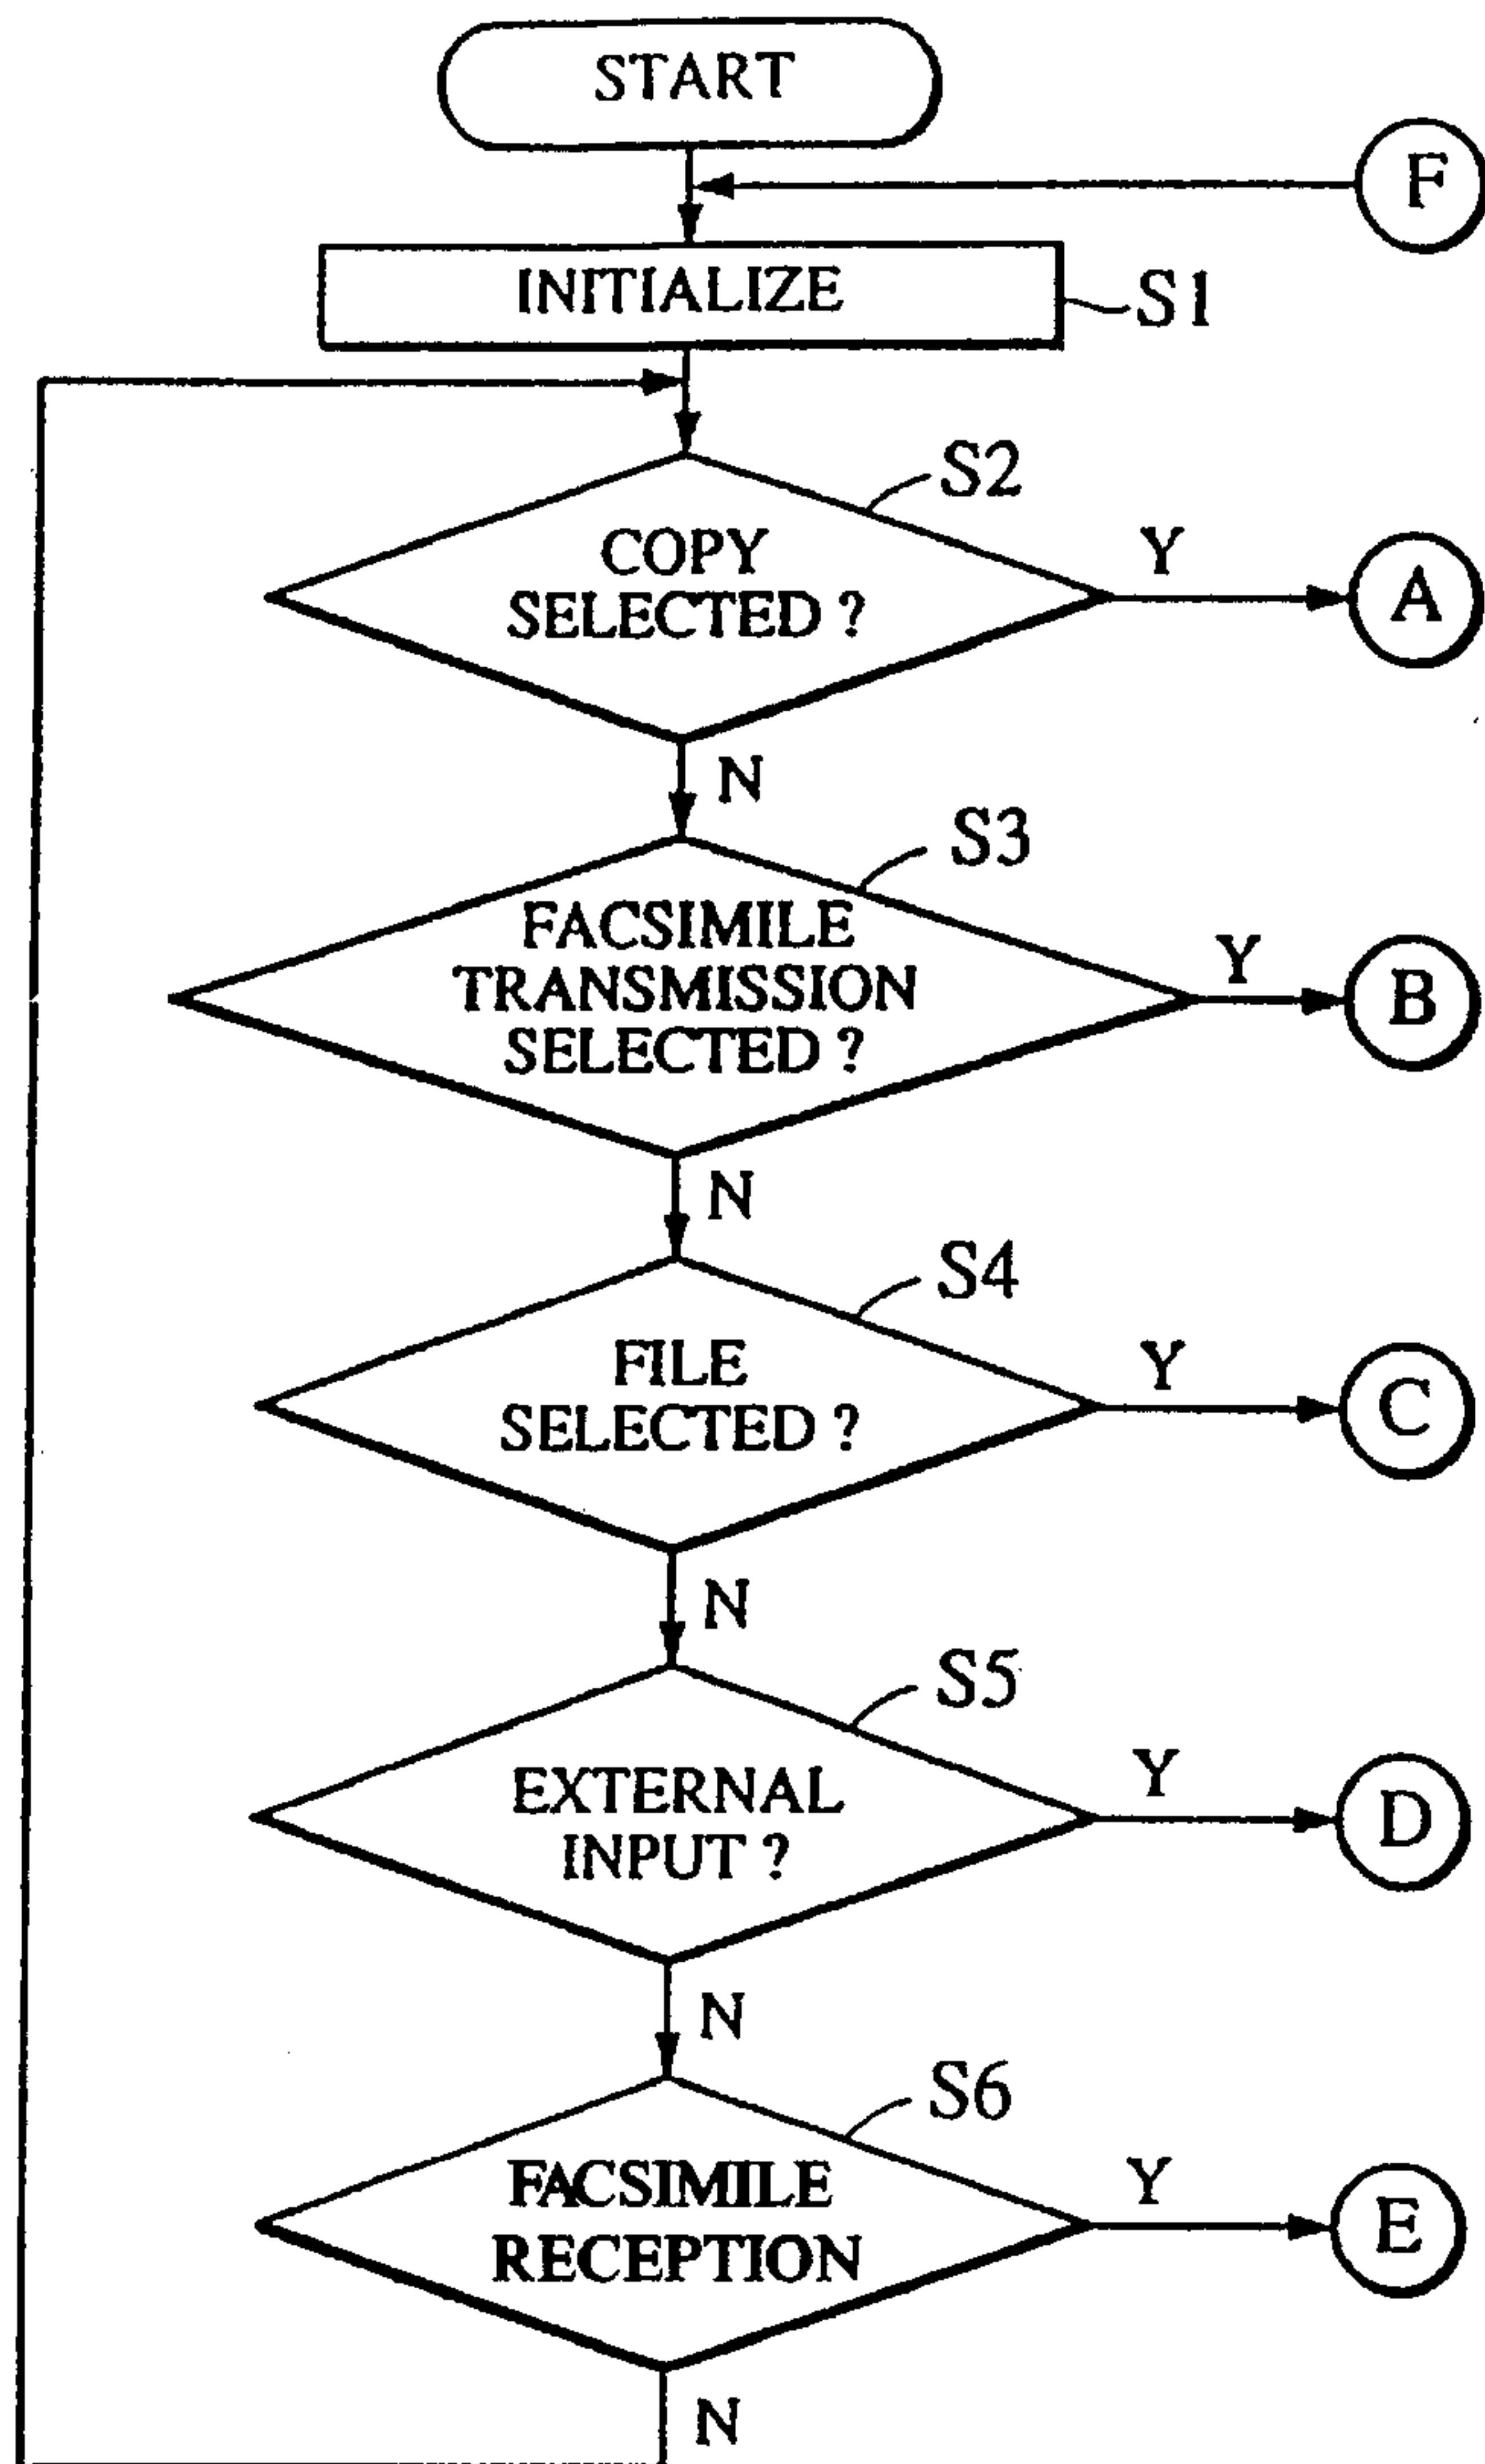 START
F
INITIALIZE
S1
S2
COPY
SELECTED ?
Y
A
N
S3
FACSIMILE
TRANSMISSION
SELECTED ?
Y
B
N
S4
FILE
SELECTED ?
Y
C
N
S5
EXTERNAL
INPUT ?
Y
D
N
S6
FACSIMILE
RECEPTION
Y
E
N